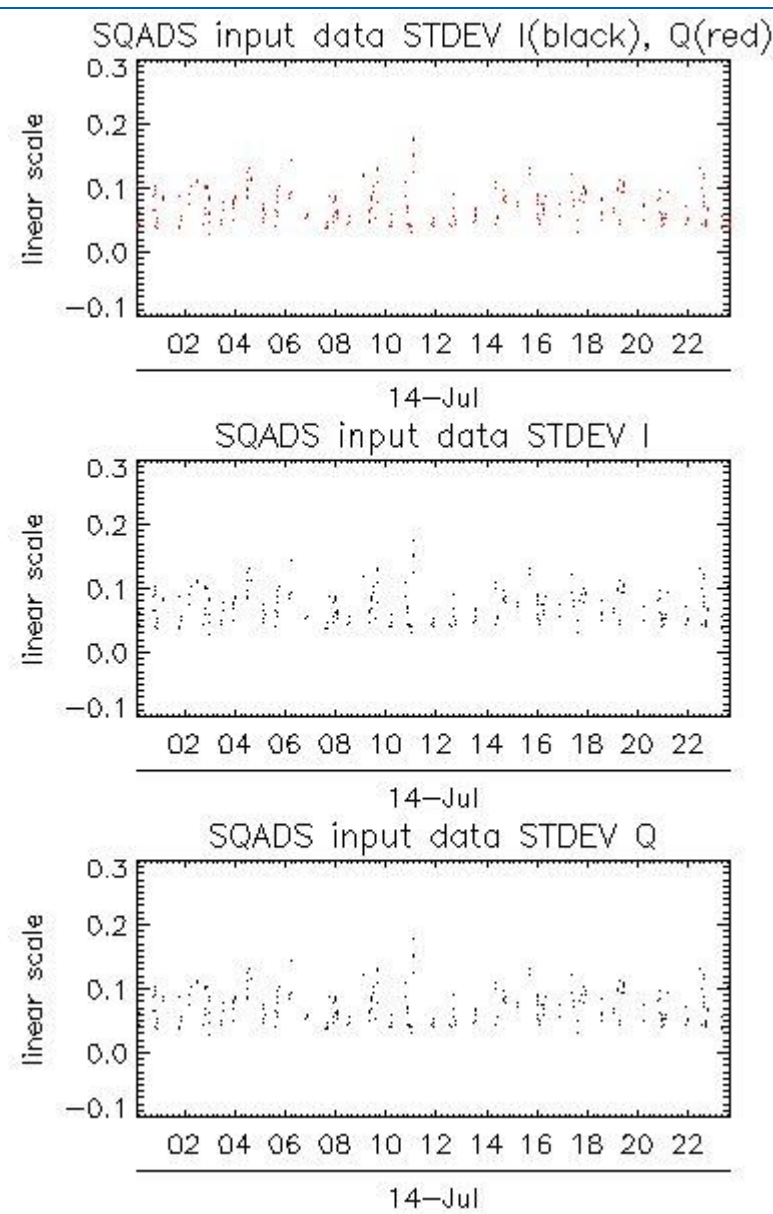 SQADS input data STDEV I(black), Q(red)
linear scale
0.3
0.2
0.1
0.0
−0.1
02 04 06 08 10 12 14 16 18 20 22
14−Jul
SQADS input data STDEV I
linear scale
0.3
0.2
0.1
0.0
−0.1
02 04 06 08 10 12 14 16 18 20 22
14−Jul
SQADS input data STDEV Q
linear scale
0.3
0.2
0.1
0.0
−0.1
02 04 06 08 10 12 14 16 18 20 22
14−Jul